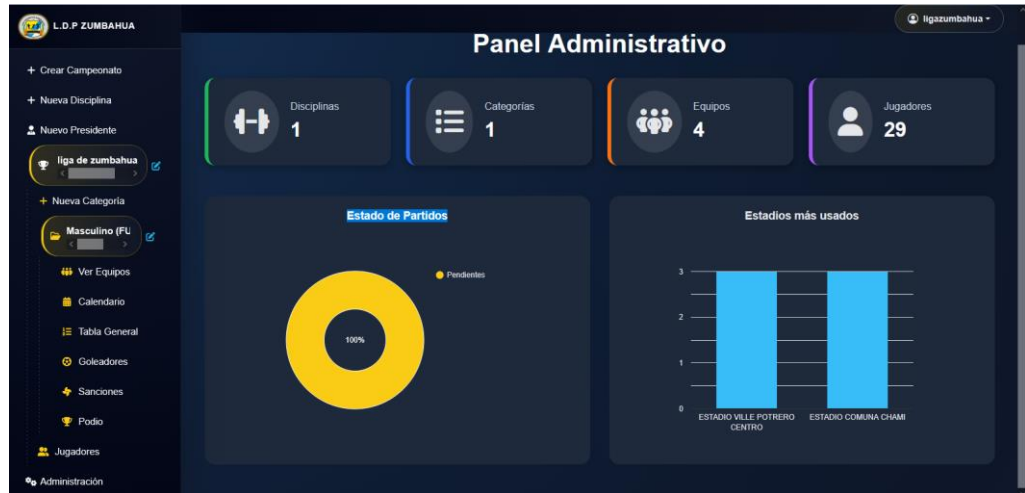 L.D.P ZUMBAHUA
ligazumbahua
Panel Administrativo
+ Crear Campeonato
+ Nueva Disciplina
Nuevo Presidente
liga de zumbahua
+ Nueva Categoría
Masculino (FU
Ver Equipos
Calendario
Tabla General
Goleadores
Sanciones
Podio
Jugadores
Administración
Disciplinas
1
Categorías
1
Equipos
4
Jugadores
29
Estado de Partidos
Pendientes
100%
Estadios más usados
3
2
1
0
ESTADIO VILLE POTRERO
CENTRO
ESTADIO COMUNA CHAMI